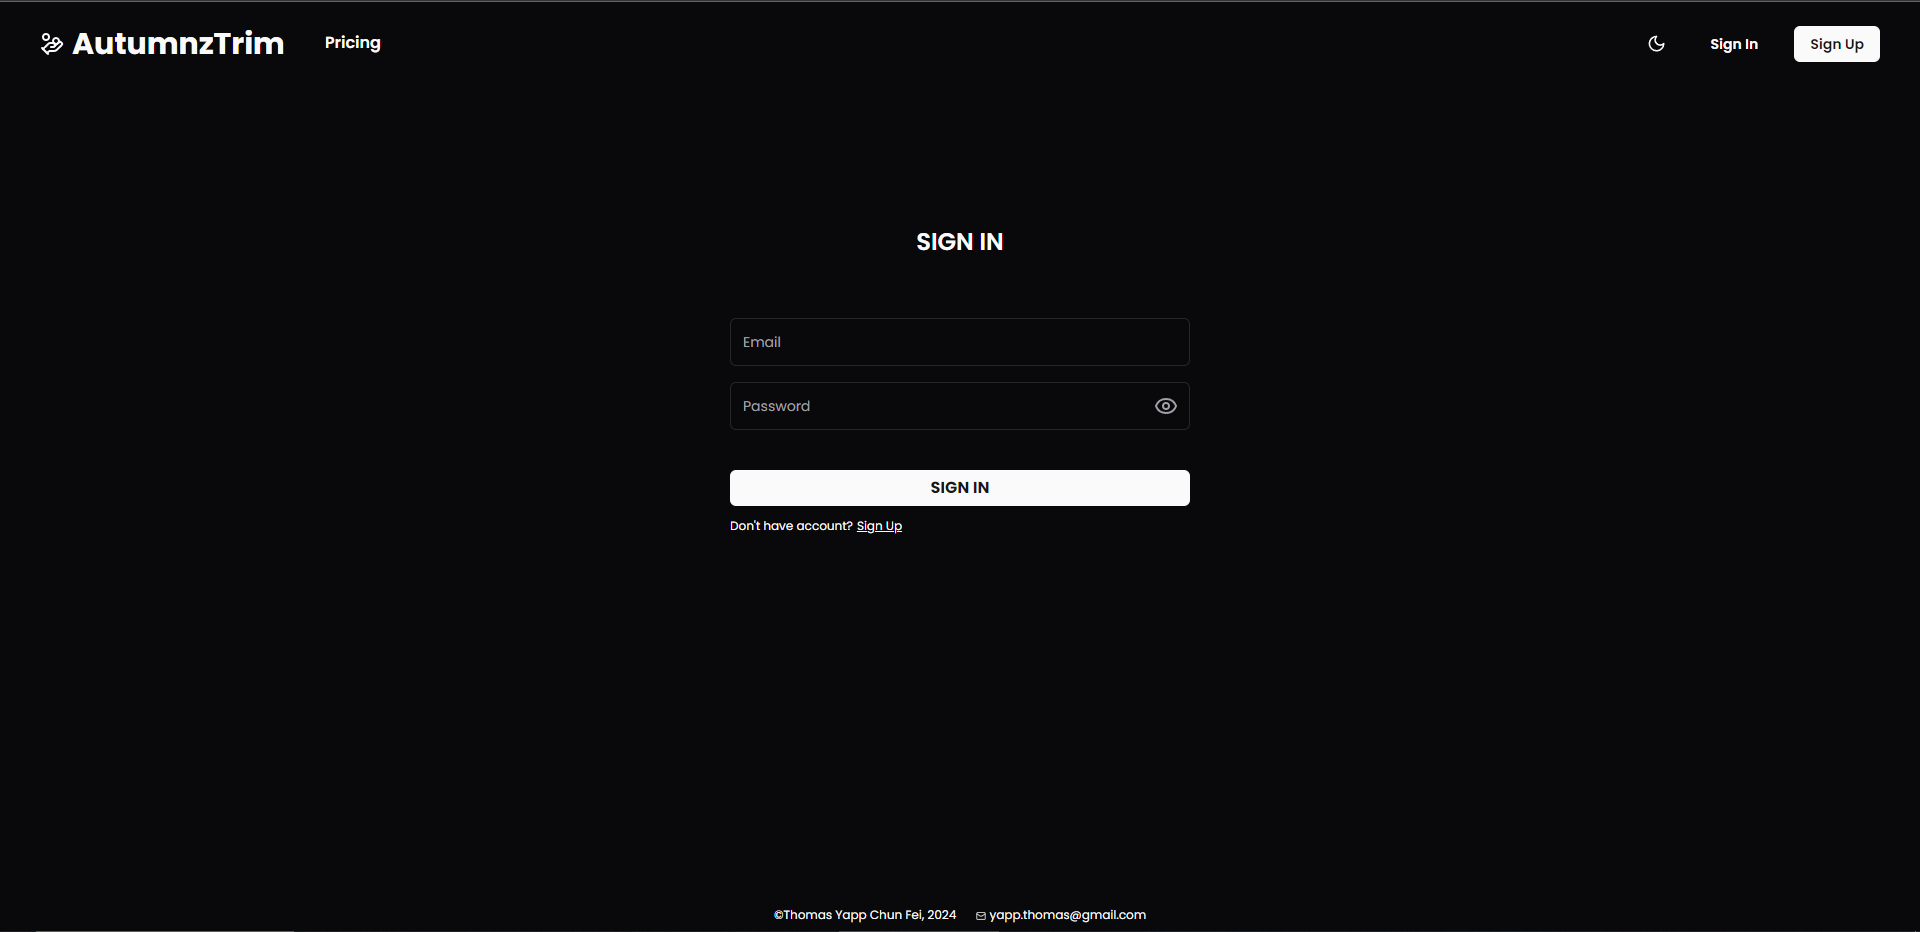 AutumnzTrim
Pricing
Sign In
Sign Up
SIGN IN
Email
Password
SIGN IN
Don't have account? Sign Up
©Thomas Yapp Chun Fei, 2024
yapp.thomas@gmail.com